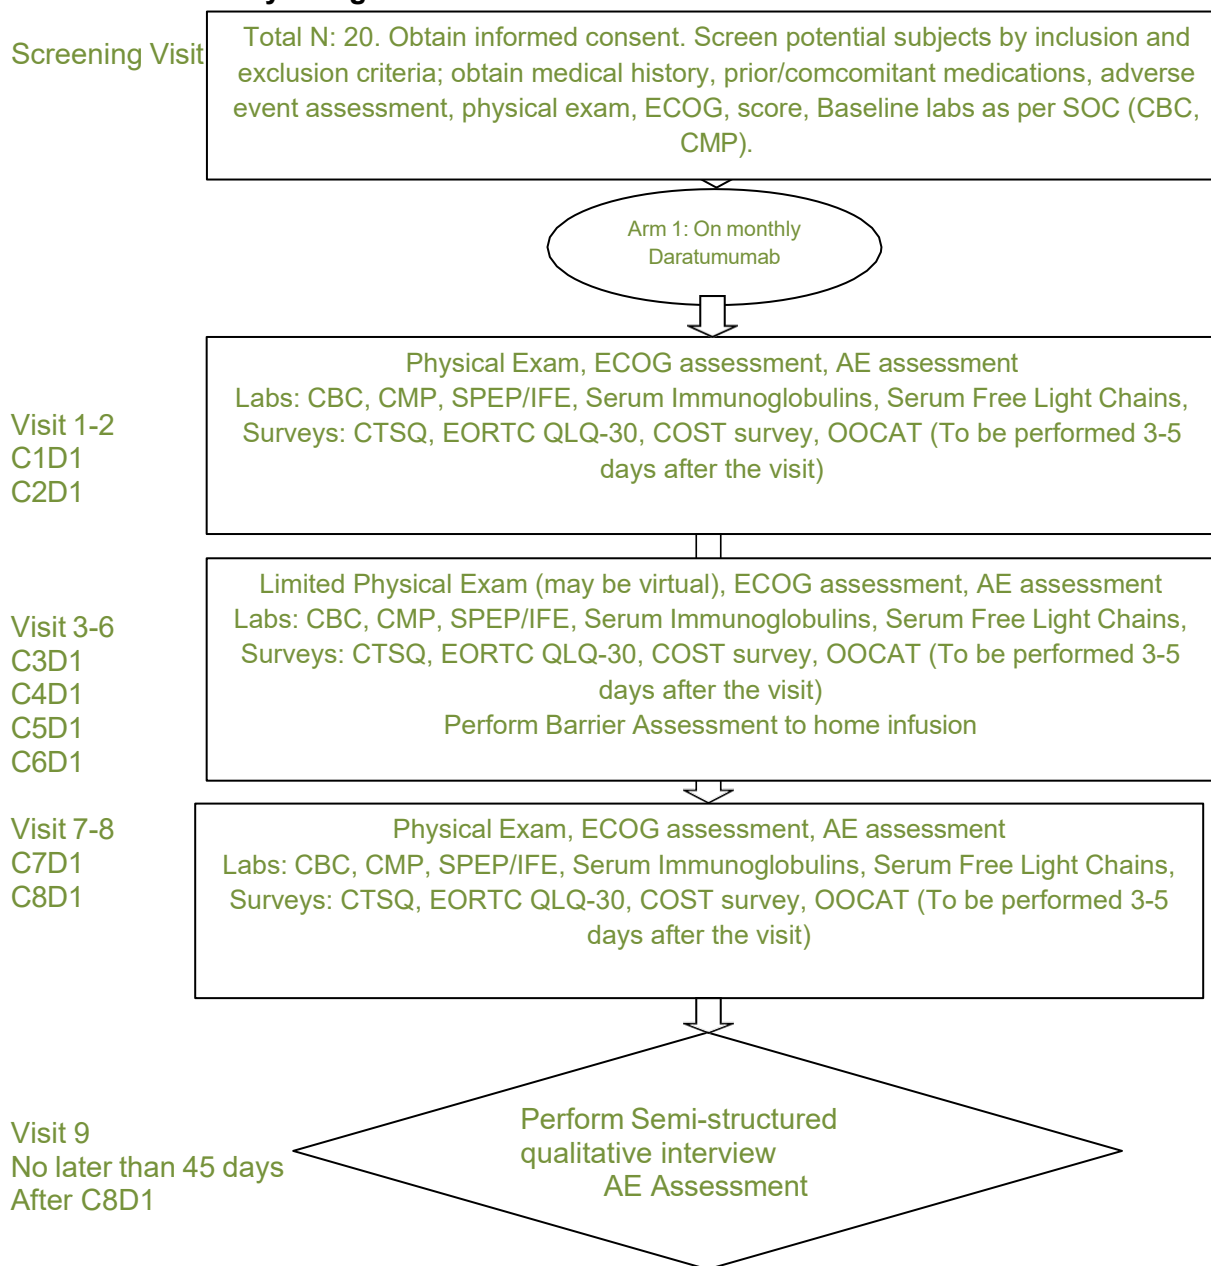 Screening Visit
Total N: 20. Obtain informed consent. Screen potential subjects by inclusion and
exclusion criteria; obtain medical history, prior/comcomitant medications, adverse
event assessment, physical exam, ECOG, score, Baseline labs as per SOC (CBC,
CMP).
Arm 1: On monthly
Daratumumab
Visit 1-2
C1D1
C2D1
Physical Exam, ECOG assessment, AE assessment
Labs: CBC, CMP, SPEP/IFE, Serum Immunoglobulins, Serum Free Light Chains,
Surveys: CTSQ, EORTC QLQ-30, COST survey, OOCAT (To be performed 3-5
days after the visit)
Visit 3-6
C3D1
C4D1
C5D1
C6D1
Limited Physical Exam (may be virtual), ECOG assessment, AE assessment
Labs: CBC, CMP, SPEP/IFE, Serum Immunoglobulins, Serum Free Light Chains,
Surveys: CTSQ, EORTC QLQ-30, COST survey, OOCAT (To be performed 3-5
days after the visit)
Perform Barrier Assessment to home infusion
Visit 7-8
C7D1
C8D1
Physical Exam, ECOG assessment, AE assessment
Labs: CBC, CMP, SPEP/IFE, Serum Immunoglobulins, Serum Free Light Chains,
Surveys: CTSQ, EORTC QLQ-30, COST survey, OOCAT (To be performed 3-5
days after the visit)
Visit 9
No later than 45 days
After C8D1
Perform Semi-structured
qualitative interview
AE Assessment